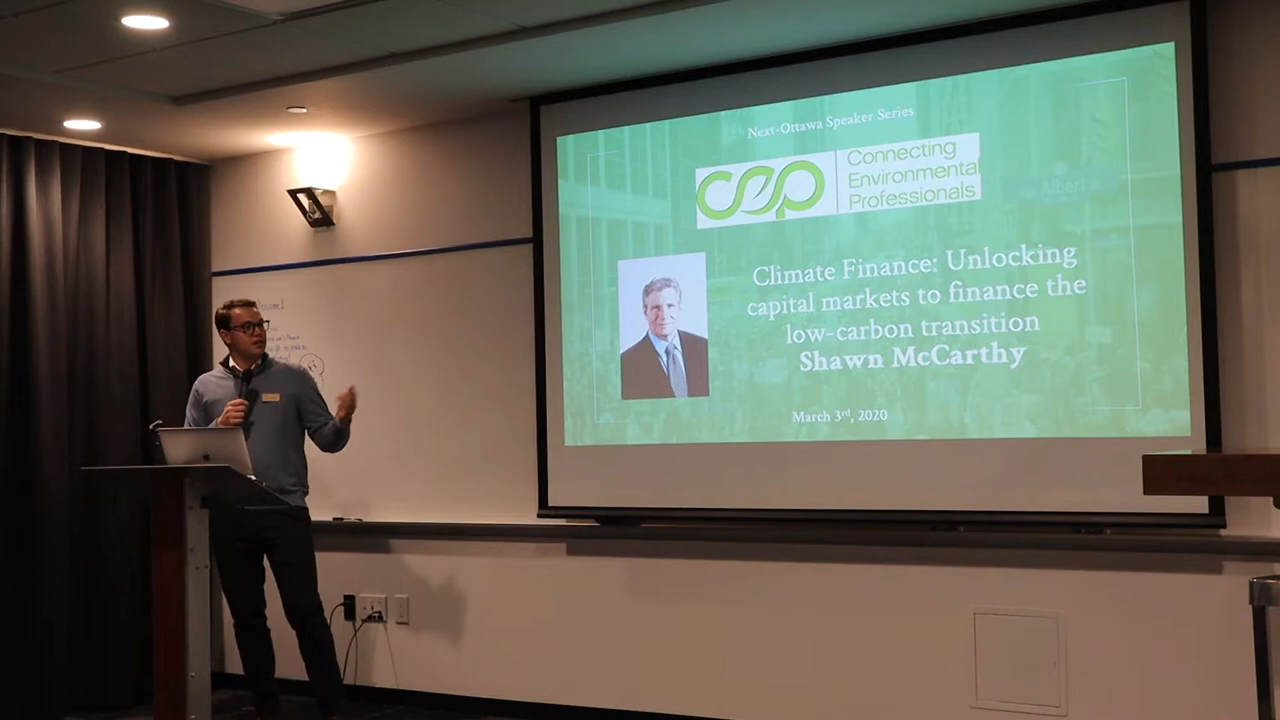 Next-Ottawa Speaker Series
cep
Connecting
Environmental
Professionals
Albert
Climate Finance: Unlocking
capital markets to finance the
low-carbon transition
Shawn McCarthy
March 3rd, 2020